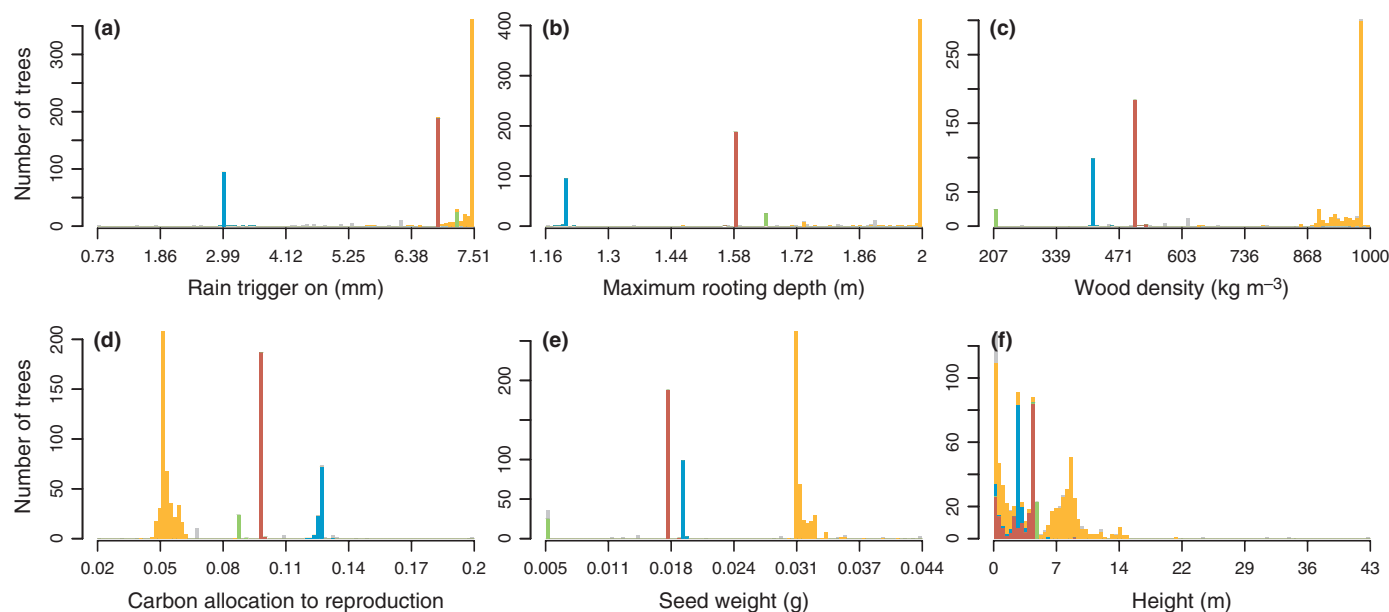 (a)
Number of trees
0 100 200 300
0.73 1.86 2.99 4.12 5.25 6.38 7.51
Rain trigger on (mm)
(b)
0 100 200 300 400
1.16 1.3 1.44 1.58 1.72 1.86 2
Maximum rooting depth (m)
(c)
0 50 150 250
207 339 471 603 736 868 1000
Wood density (kg m–3)
(d)
Number of trees
0 50 100 150 200
0.02 0.05 0.08 0.11 0.14 0.17 0.2
Carbon allocation to reproduction
(e)
0 50 100 200
0.005 0.011 0.018 0.024 0.031 0.037 0.044
Seed weight (g)
(f)
0 20 60 100
0 7 14 22 29 36 43
Height (m)